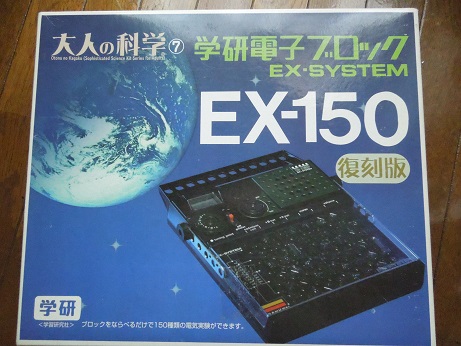 大人の科学⑦
Otona no Kagaku (Sophisticated Science Kit Series for Adults)
学研電子ブロック
EX-SYSTEM
EX-150
復刻版
学研
<学習研究社>
ブロックをならべるだけで150種類の電気実験ができます。